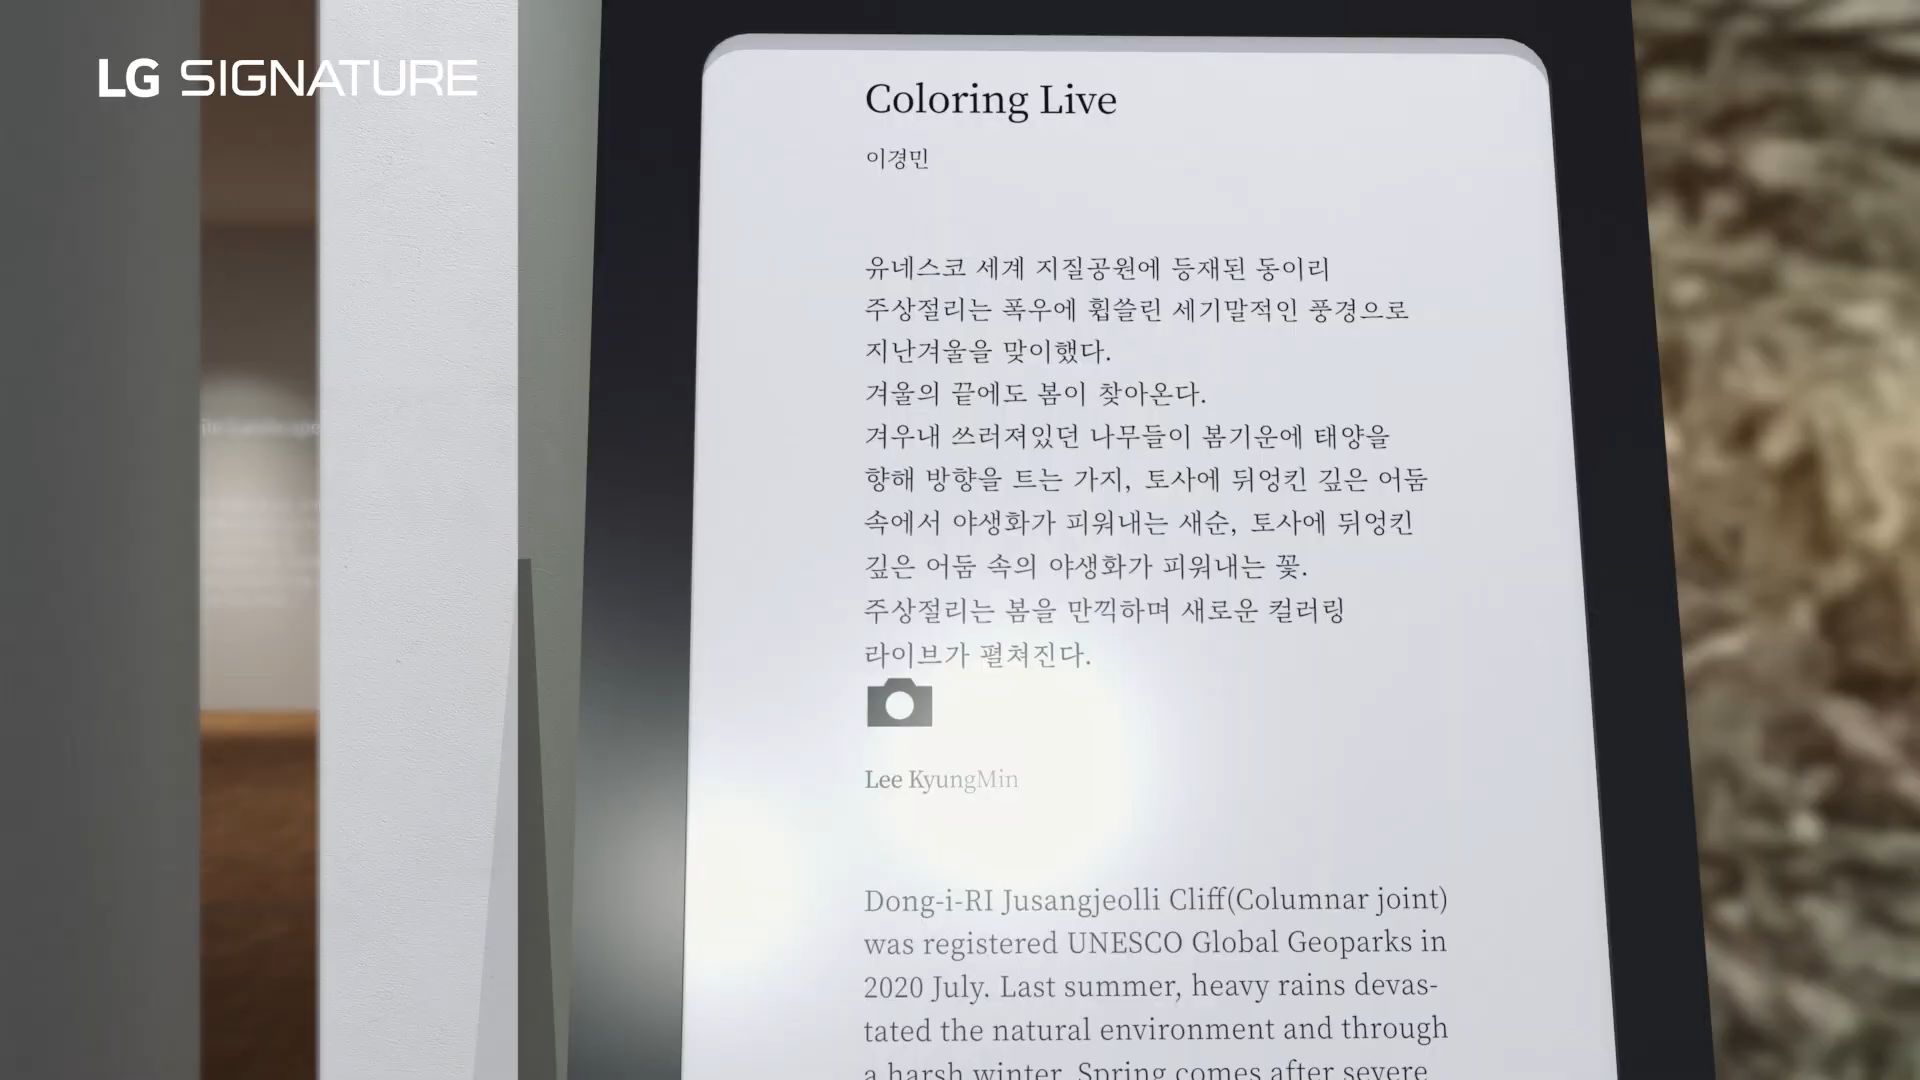 LG SIGNATURE
Coloring Live
이경민
유네스코 세계 지질공원에 등재된 동이리
주상절리는 폭우에 휩쓸린 세기말적인 풍경으로
지난겨울을 맞이했다.
겨울의 끝에도 봄이 찾아온다.
겨우내 쓰러져있던 나무들이 봄기운에 태양을
향해 방향을 트는 가지, 토사에 뒤엉킨 깊은 어둠
속에서 야생화가 피워내는 새순, 토사에 뒤엉킨
깊은 어둠 속의 야생화가 피워내는 꽃.
주상절리는 봄을 만끽하며 새로운 컬러링
라이브가 펼쳐진다.
Lee KyungMin
Dong-i-RI Jusangjeolli Cliff(Columnar joint)
was registered UNESCO Global Geoparks in
2020 July. Last summer, heavy rains devas-
tated the natural environment and through
a harsh winter. Spring comes after severe